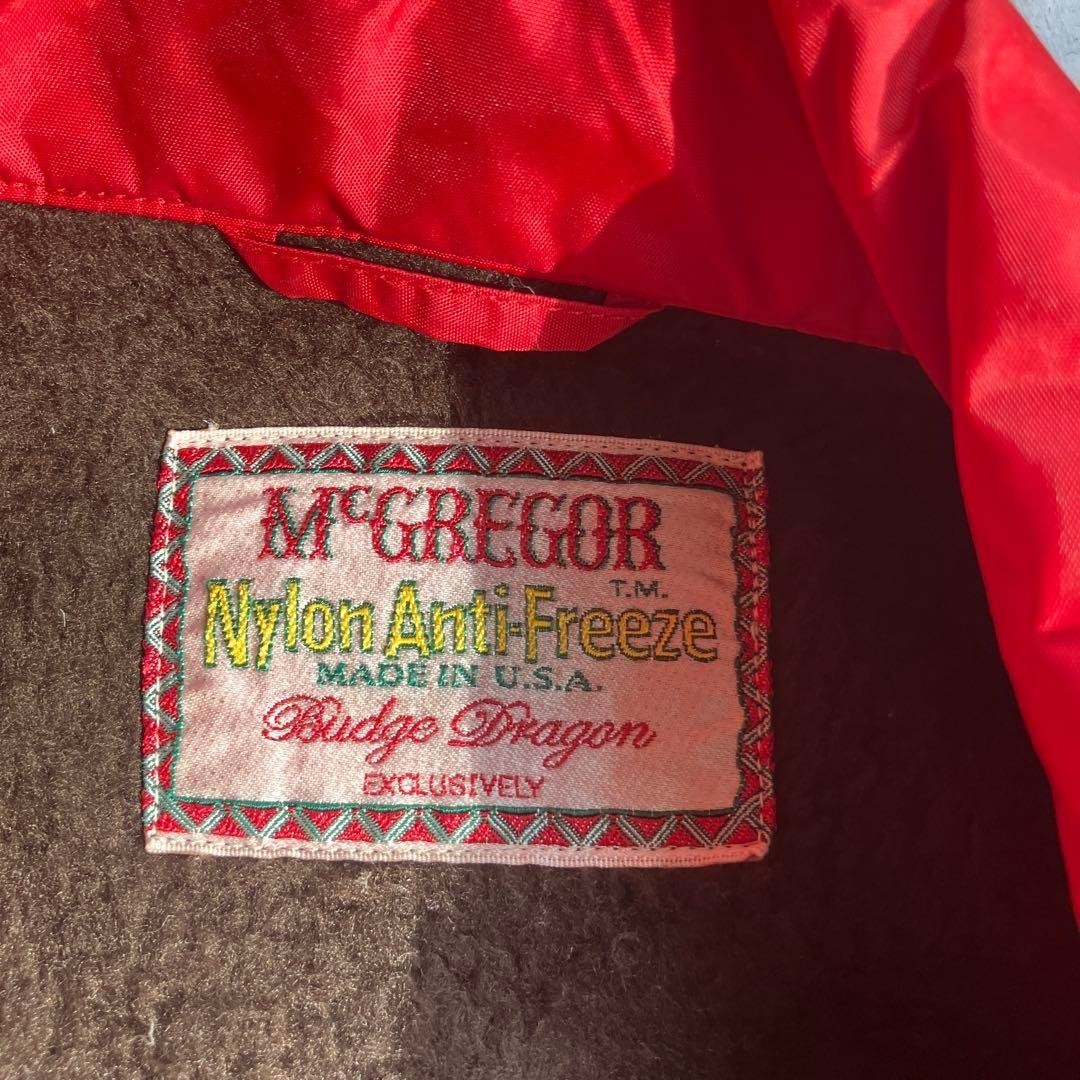 McGREGOR
T.M.
Nylon Anti-Freeze
MADE IN U.S.A.
Budge Dragon
EXCLUSIVELY